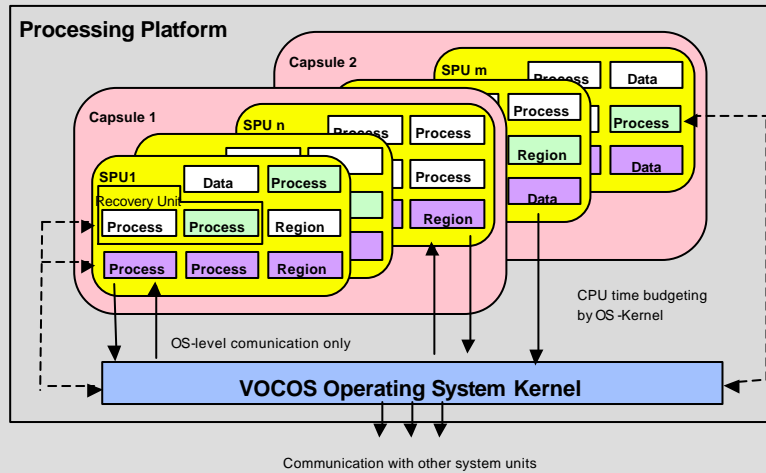 Processing Platform
Capsule 2
SPU m
Process
Data
Process
Process
Region
Data
Data
Capsule 1
SPU n
Process
Process
Process
Region
SPU1
Data
Process
Recovery Unit
Process
Process
Region
Process
Process
Region
CPU time budgeting
by OS -Kernel
OS-level comunication only
VOCOS Operating System Kernel
Communication with other system units